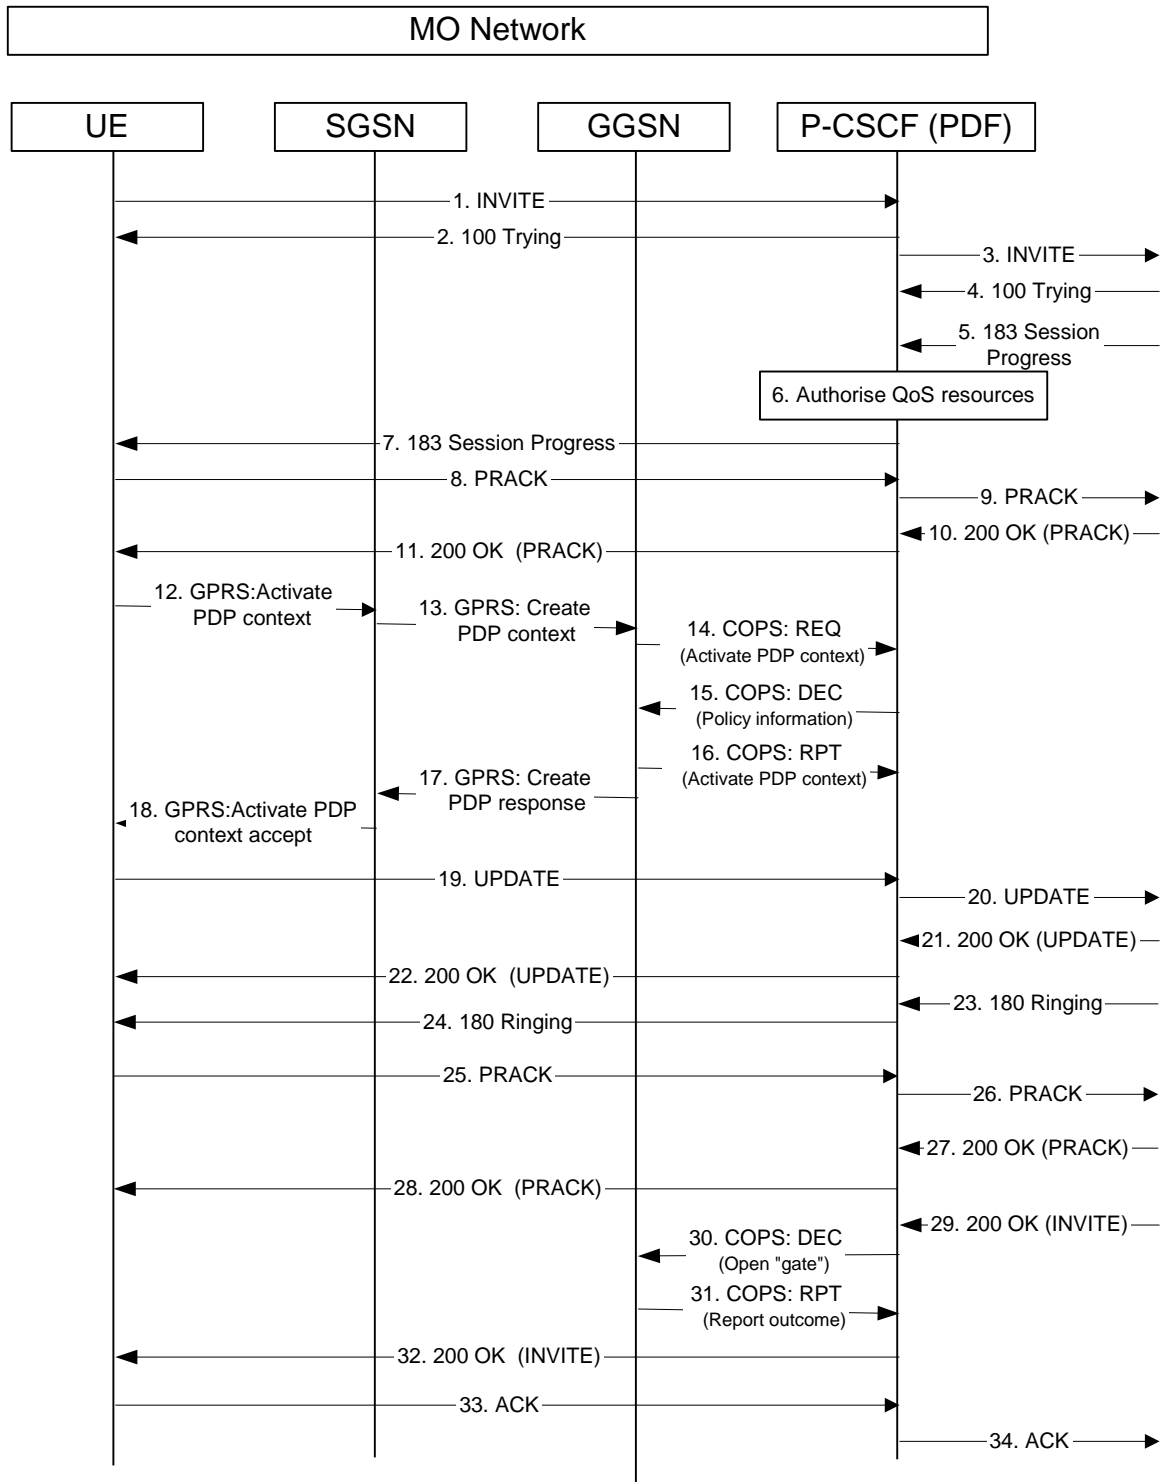 MO Network
UE
SGSN
GGSN
P-CSCF (PDF)
1. INVITE
2. 100 Trying
3. INVITE
4. 100 Trying
5. 183 Session
Progress
6. Authorise QoS resources
7. 183 Session Progress
8. PRACK
9. PRACK
10. 200 OK (PRACK)
11. 200 OK  (PRACK)
12. GPRS:Activate
PDP context
13. GPRS: Create
PDP context
14. COPS: REQ
(Activate PDP context)
15. COPS: DEC
(Policy information)
16. COPS: RPT
(Activate PDP context)
17. GPRS: Create
PDP response
18. GPRS:Activate PDP
context accept
19. UPDATE
20. UPDATE
21. 200 OK (UPDATE)
22. 200 OK  (UPDATE)
23. 180 Ringing
24. 180 Ringing
25. PRACK
26. PRACK
27. 200 OK (PRACK)
28. 200 OK  (PRACK)
29. 200 OK (INVITE)
30. COPS: DEC
(Open "gate")
31. COPS: RPT
(Report outcome)
32. 200 OK  (INVITE)
33. ACK
34. ACK